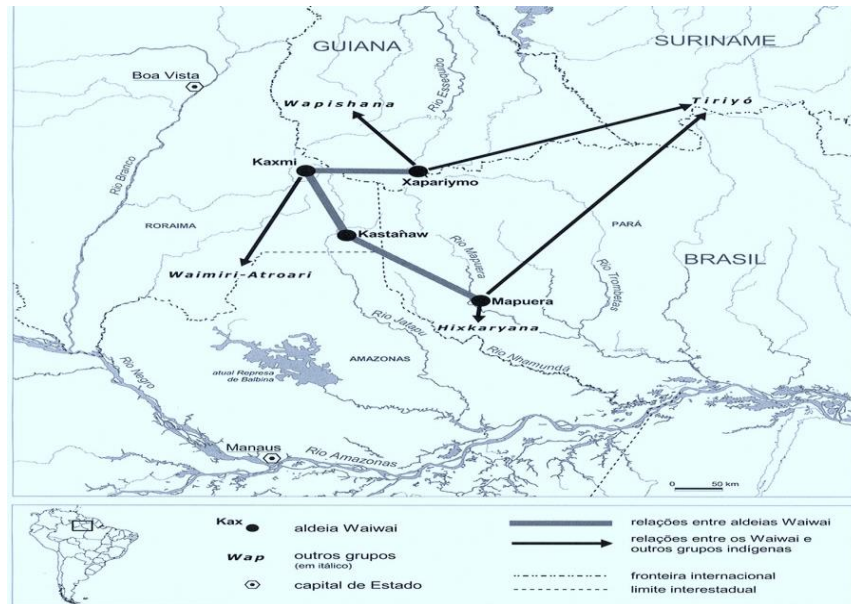 GUIANA
SURINAME
Boa Vista
Rio Essequibo
Wapishana
Tiriyó
Rio Branco
Kaxmi
Xapariymo
RORAIMA
PARÁ
Kastañaw
Rio Mapuera
BRASIL
Waimiri-Atroari
Rio Trombetas
Mapuera
Rio Jatapu
Hixkaryana
Rio Nhamundá
AMAZONAS
atual Represa
de Balbina
Rio Negro
Manaus
Rio Amazonas
0 50 km
Kax aldeia Waiwai
Wap outros grupos
(em itálico)
capital de Estado
relações entre aldeias Waiwai
relações entre os Waiwai e
outros grupos indígenas
fronteira internacional
limite interestadual